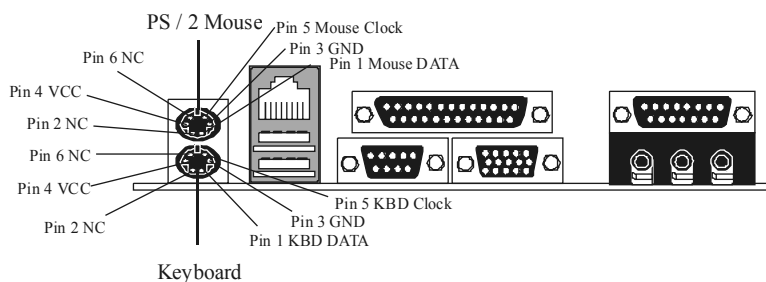 PS / 2 Mouse
Pin 5 Mouse Clock
Pin 6 NC
Pin 3 GND
Pin 1 Mouse DATA
Pin 4 VCC
Pin 2 NC
Pin 6 NC
Pin 4 VCC
Pin 5 KBD Clock
Pin 2 NC
Pin 3 GND
Pin 1 KBD DATA
Keyboard